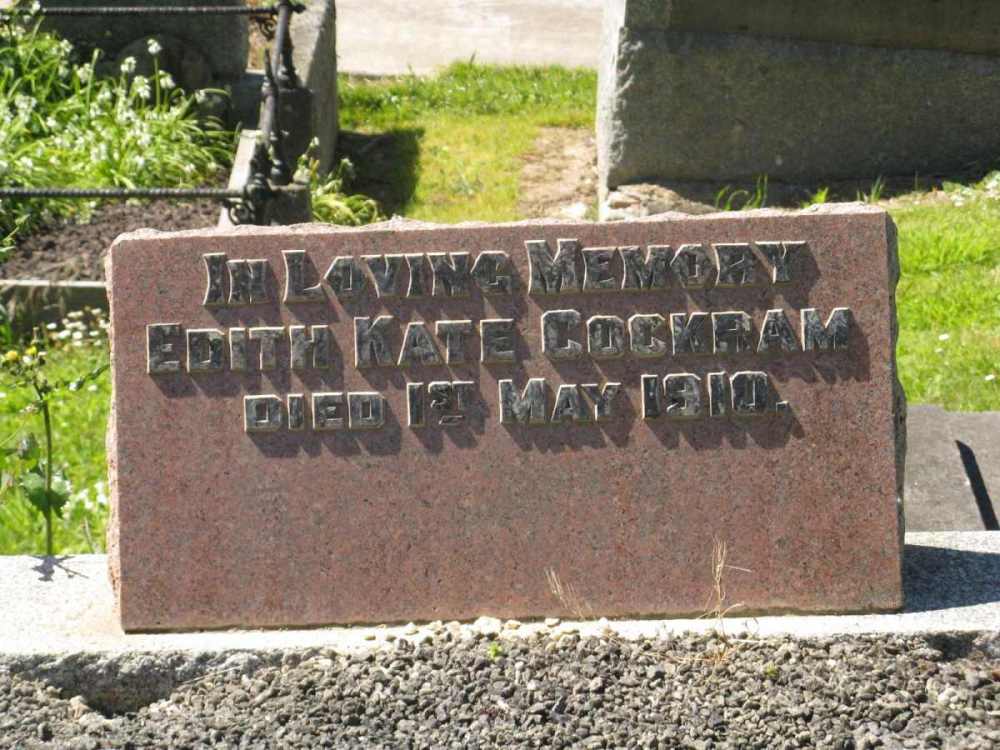 In Loving Memory
Edith Kate Cockram
Died 1st May 1910.